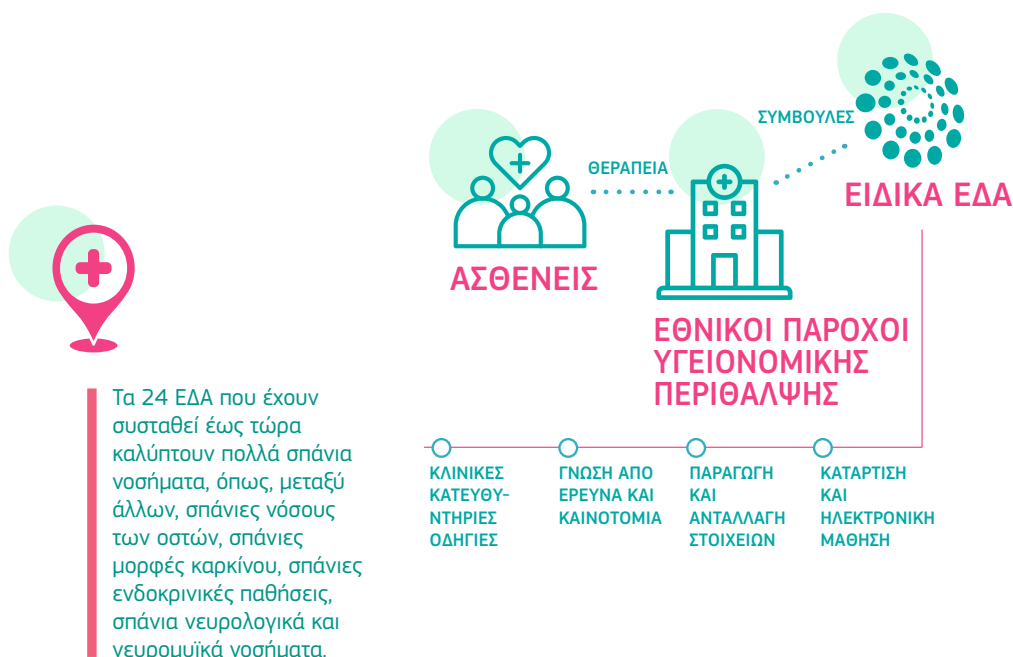 ΣΥΜΒΟΥΛΕΣ
ΘΕΡΑΠΕΙΑ
ΕΙΔΙΚΑ ΕΔΑ
ΑΣΘΕΝΕΙΣ
ΕΘΝΙΚΟΙ ΠΑΡΟΧΟΙ
ΥΓΕΙΟΝΟΜΙΚΗΣ
ΠΕΡΙΘΑΛΨΗΣ
Τα 24 ΕΔΑ που έχουν
συσταθεί έως τώρα
καλύπτουν πολλά σπάνια
νοσήματα, όπως, μεταξύ
άλλων, σπάνιες νόσους
των οστών, σπάνιες
μορφές καρκίνου, σπάνιες
ενδοκρινικές παθήσεις,
σπάνια νευρολογικά και
νευρομυϊκά νοσήματα.
ΚΛΙΝΙΚΕΣ
ΚΑΤΕΥΘΥ-
ΝΤΗΡΙΕΣ
ΟΔΗΓΙΕΣ
ΓΝΩΣΗ ΑΠΟ
ΕΡΕΥΝΑ ΚΑΙ
ΚΑΙΝΟΤΟΜΙΑ
ΠΑΡΑΓΩΓΗ
ΚΑΙ
ΑΝΤΑΛΛΑΓΗ
ΣΤΟΙΧΕΙΩΝ
ΚΑΤΑΡΤΙΣΗ
ΚΑΙ
ΗΛΕΚΤΡΟΝΙΚΗ
ΜΑΘΗΣΗ